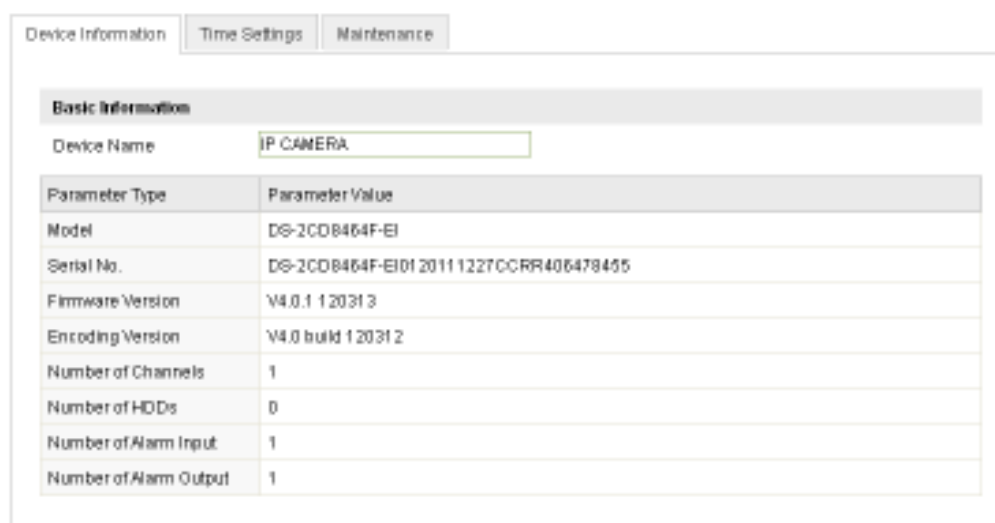 Device Information Time Settings Maintenance
Basic Information
Device Name IP CAMERA
Parameter Type Parameter Value
Model DS-2CD8464F-EI
Serial No. DS-2CD8464F-EI0120111227CCRR406478455
Firmware Version V4.0.1 120313
Encoding Version V4.0 build 120312
Number of Channels 1
Number of HDDs 0
Number of Alarm Input 1
Number of Alarm Output 1